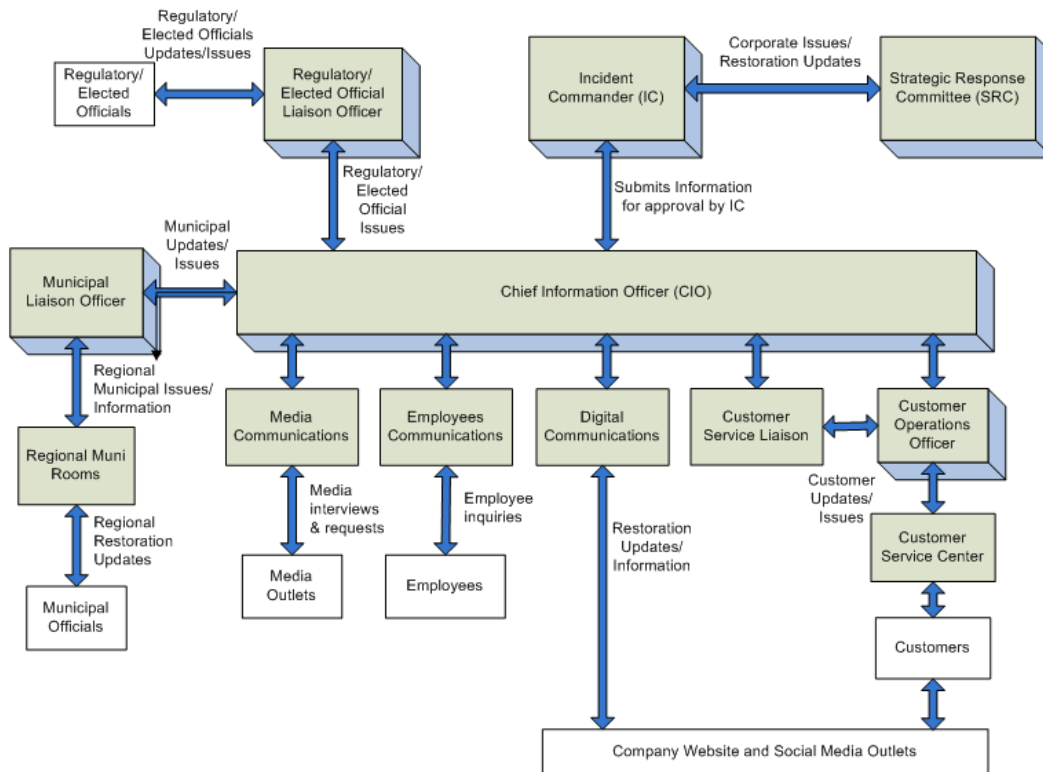 Regulatory/
Elected Officials
Updates/Issues
Regulatory/
Elected
Officials
Regulatory/
Elected Official
Liaison Officer
Incident
Commander (IC)
Corporate Issues/
Restoration Updates
Strategic Response
Committee (SRC)
Regulatory/
Elected
Official
Issues
Submits Information
for approval by IC
Municipal
Updates/
Issues
Municipal
Liaison Officer
Chief Information Officer (CIO)
Regional
Municipal Issues/
Information
Media
Communications
Employees
Communications
Digital
Communications
Customer
Service Liaison
Customer
Operations
Officer
Regional Muni
Rooms
Media
interviews
& requests
Employee
inquiries
Customer
Updates/
Issues
Regional
Restoration
Updates
Restoration
Updates/
Information
Customer
Service Center
Media
Outlets
Employees
Municipal
Officials
Customers
Company Website and Social Media Outlets